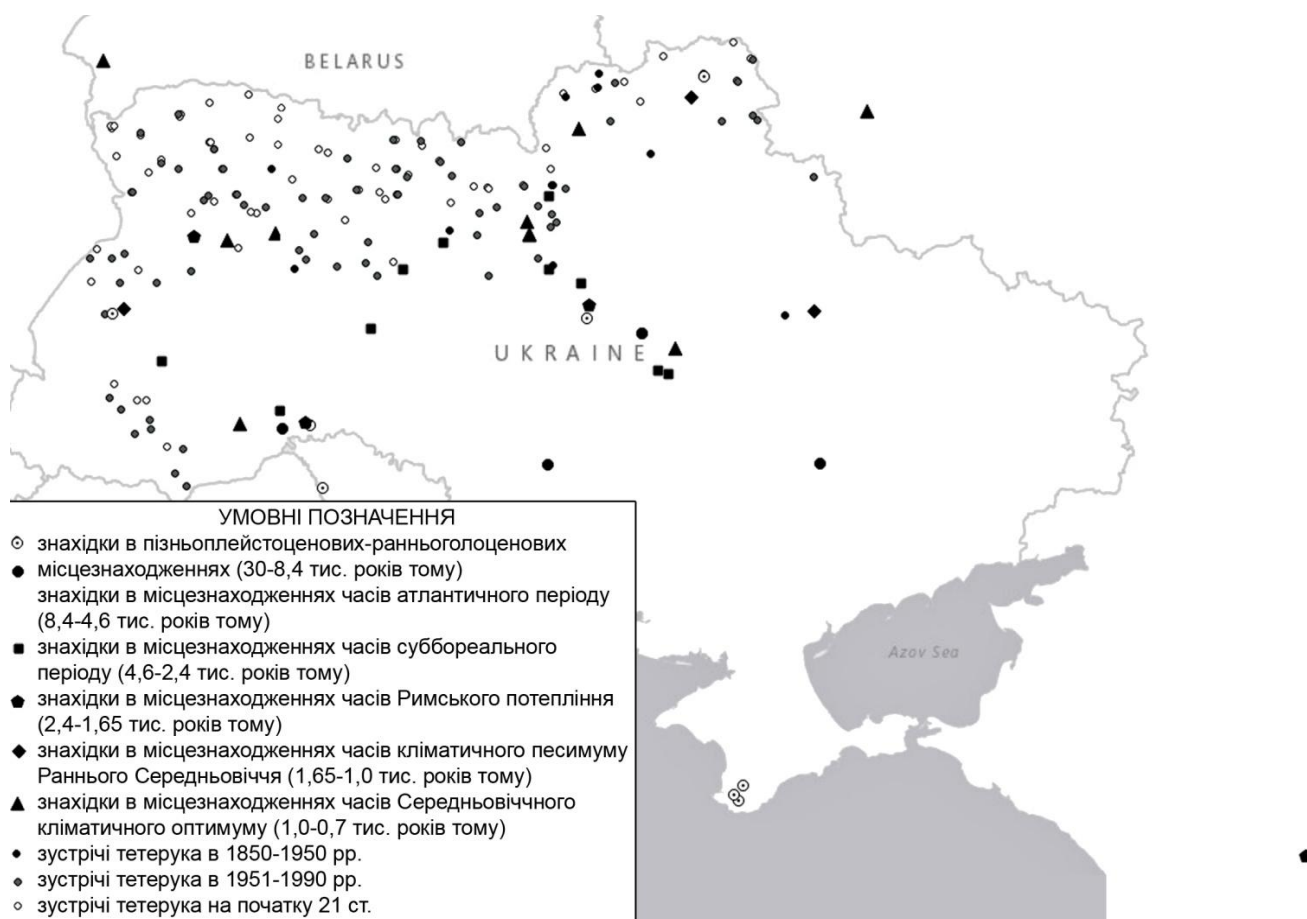 BELARUS
UKRAINE
Azov Sea
УМОВНІ ПОЗНАЧЕННЯ
знахідки в пізньоплейстоценових-ранньоголоценових
місцезнаходженнях (30-8,4 тис. років тому)
знахідки в місцезнаходженнях часів атлантичного періоду
(8,4-4,6 тис. років тому)
знахідки в місцезнаходженнях часів суббореального
періоду (4,6-2,4 тис. років тому)
знахідки в місцезнаходженнях часів Римського потепління
(2,4-1,65 тис. років тому)
знахідки в місцезнаходженнях часів кліматичного песимуму
Раннього Середньовіччя (1,65-1,0 тис. років тому)
знахідки в місцезнаходженнях часів Середньовіччного
кліматичного оптимуму (1,0-0,7 тис. років тому)
зустрічі тетерука в 1850-1950 рр.
зустрічі тетерука в 1951-1990 рр.
зустрічі тетерука на початку 21 ст.